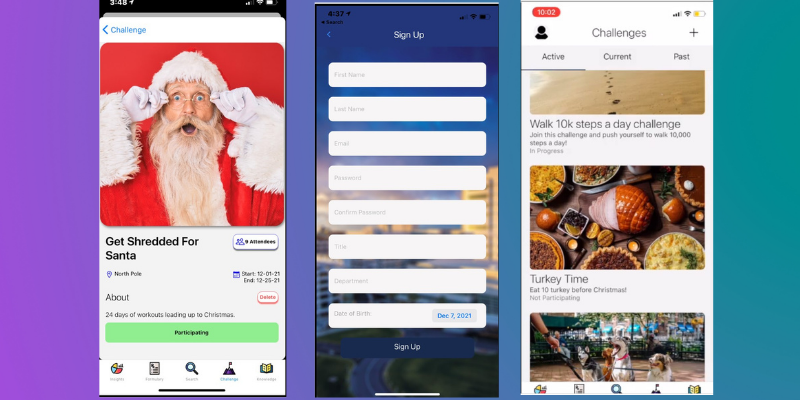 3:48
Challenge
Get Shredded For
Santa
9 Attendees
North Pole
Start: 12-01-21
End: 12-25-21
About
Delete
24 days of workouts leading up to Christmas.
Participating
Insights
Search
Challenge
Knowledge
4:37
Search
Sign Up
First Name
Last Name
Email
Password
Confirm Password
Title
Department
Date of Birth
Dec 7, 2021
Sign Up
10:02
Challenges
Active
Current
Past
Walk 10k steps a day challenge
Join this challenge and push yourself to walk 10,000
steps a day!
In Progress
Turkey Time
Eat 10 turkey before Christmas!
Not Participating